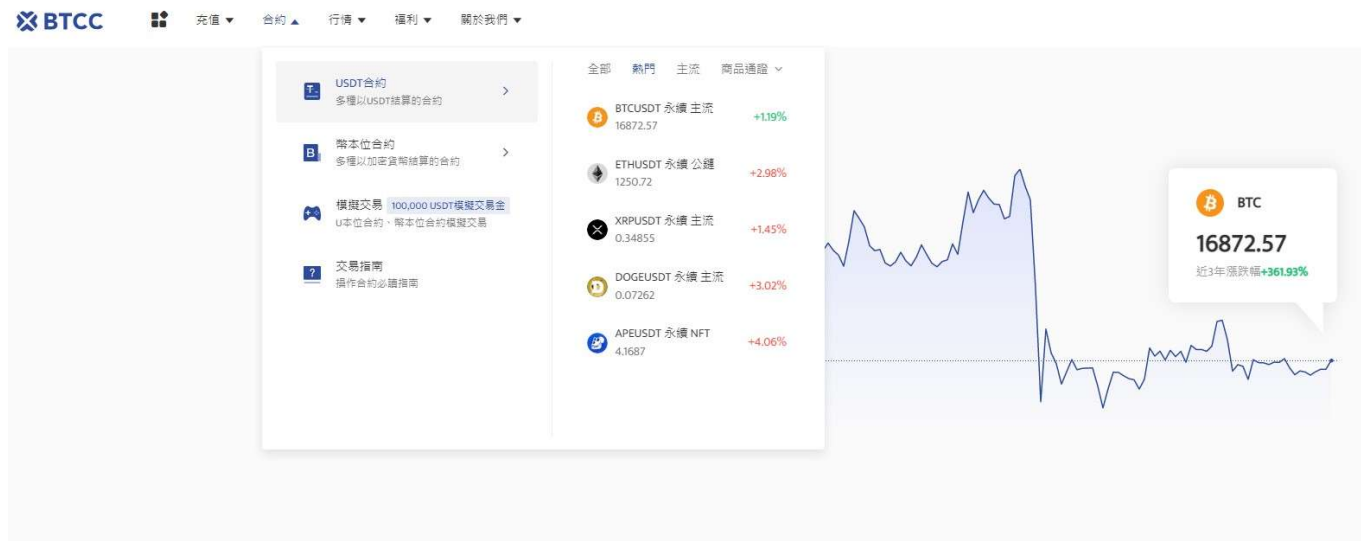 BTCC
充值 ▼ 合約 ▲ 行情 ▼ 福利 ▼ 關於我們 ▼
USDT合約
多種以USDT結算的合約
幣本位合約
多種以加密貨幣結算的合約
模擬交易 100,000 USDT模擬交易金
U本位合約、幣本位合約模擬交易
交易指南
操作合約必讀指南
全部 熱門 主流 商品通證
BTCUSDT 永續 主流
16872.57 +1.19%
ETHUSDT 永續 公鏈
1250.72 +2.98%
XRPUSDT 永續 主流
0.34855 +1.45%
DOGEUSDT 永續 主流
0.07262 +3.02%
APEUSDT 永續 NFT
4.1687 +4.06%
BTC
16872.57
近3年漲跌幅+361.93%